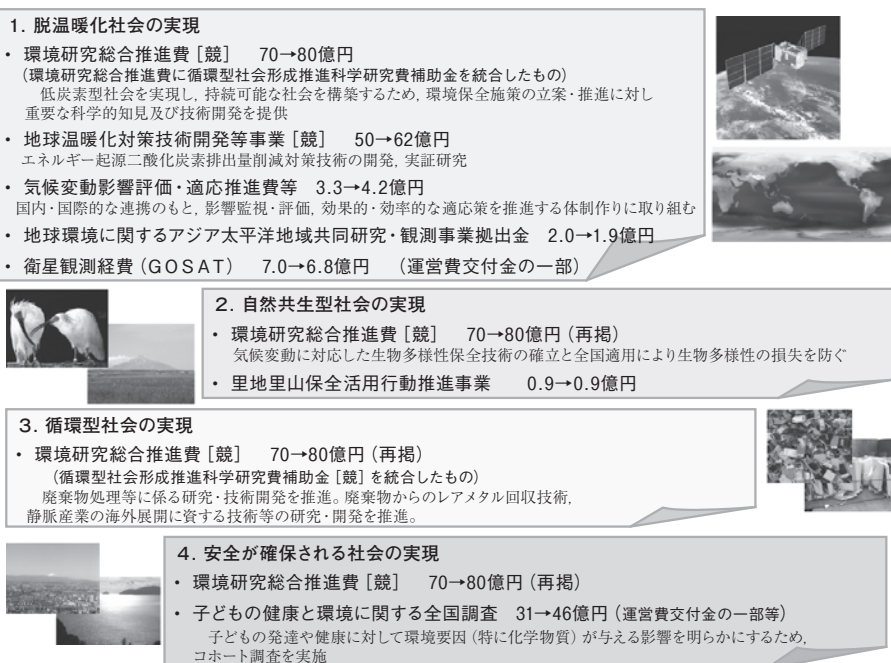 1. 脱温暖化社会の実現
・ 環境研究総合推進費［競］　70→80億円
（環境研究総合推進費に循環型社会形成推進科学研究費補助金を統合したもの）
低炭素型社会を実現し，持続可能な社会を構築するため，環境保全施策の立案・推進に対し
重要な科学的知見及び技術開発を提供
・ 地球温暖化対策技術開発等事業［競］　50→62億円
エネルギー起源二酸化炭素排出量削減対策技術の開発，実証研究
・ 気候変動影響評価・適応推進費等　3.3→4.2億円
国内・国際的な連携のもと，影響監視・評価，効果的・効率的な適応策を推進する体制作りに取り組む
・ 地球環境に関するアジア太平洋地域共同研究・観測事業拠出金　2.0→1.9億円
・ 衛星観測経費（GOSAT）　7.0→6.8億円　（運営費交付金の一部）
2. 自然共生型社会の実現
・ 環境研究総合推進費［競］　70→80億円（再掲）
気候変動に対応した生物多様性保全技術の確立と全国適用により生物多様性の損失を防ぐ
・ 里地里山保全活用行動推進事業　0.9→0.9億円
3. 循環型社会の実現
・ 環境研究総合推進費［競］　70→80億円（再掲）
（循環型社会形成推進科学研究費補助金［競］を統合したもの）
廃棄物処理等に係る研究・技術開発を推進。廃棄物からのレアメタル回収技術，
静脈産業の海外展開に資する技術等の研究・開発を推進。
4. 安全が確保される社会の実現
・ 環境研究総合推進費［競］　70→80億円（再掲）
・ 子どもの健康と環境に関する全国調査　31→46億円（運営費交付金の一部等）
子どもの発達や健康に対して環境要因（特に化学物質）が与える影響を明らかにするため，
コホート調査を実施